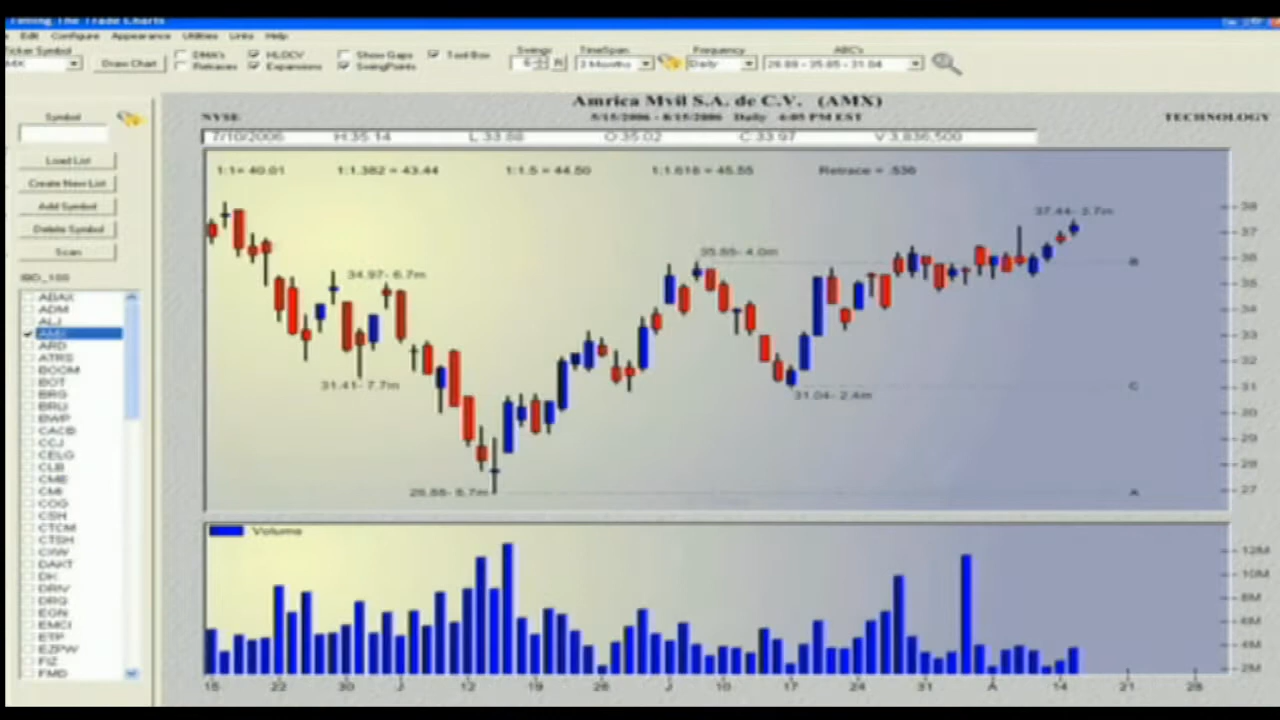 Timing The Trade Charts
Edit Configure Appearance Utilities Links Help
Ticker Symbol
Draw Chart
DMA's
Retraces
HLOCV
Expansions
Show Gaps
SwingPoints
Tool Box
Swings
6
TimeSpan
3 Months
Frequency
Daily
ABC's
26.88 - 35.85 - 31.04
Amrica Mvil S.A. de C.V. (AMX)
NYSE
5/15/2006 - 8/15/2006 Daily 4:05 PM EST
TECHNOLOGY
7/10/2006 H:35.14 L:33.88 O:35.02 C:33.97 V:3,836,500
1:1= 40.01 1:1.382 = 43.44 1:1.5 = 44.50 1:1.618 = 45.55 Retrace = .536
Symbol
Load List
Create New List
Add Symbol
Delete Symbol
Scan
IBD_100
ABAX
ADM
ALJ
AMX
ARD
ATRS
BOOM
BOT
BRG
BRLI
BWP
CACB
CCJ
CELG
CLB
CME
CMI
COG
CSH
CTCM
CTSH
CXW
DAKT
DK
DRIV
DRQ
EGN
EMCI
ETP
EZPW
FIZ
FMD
37.44- 3.7m
35.85- 4.0m
34.97- 6.7m
31.41- 7.7m
31.04- 2.4m
26.88- 8.7m
B
C
A
38
37
36
35
34
33
32
31
30
29
28
27
Volume
12M
10M
8M
6M
4M
2M
15 22 30 J 12 19 26 J 10 17 24 31 A 14 21 28